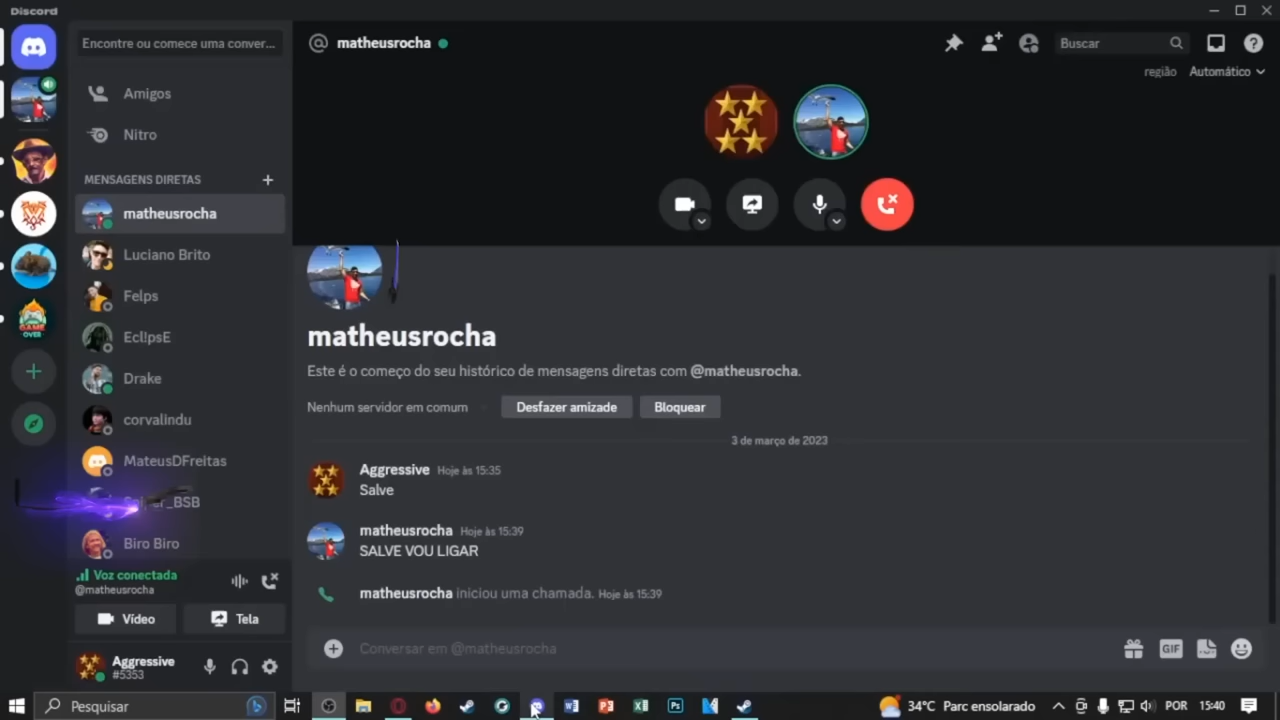 Discord
Encontre ou comece uma conver...
Amigos
Nitro
MENSAGENS DIRETAS
matheusrocha
Luciano Brito
Felps
Ecl!psE
Drake
corvalindu
MateusDFreitas
Biro Biro
Voz conectada
@matheusrocha
Vídeo
Tela
Aggressive
#5353
matheusrocha
Buscar
região Automático
matheusrocha
Este é o começo do seu histórico de mensagens diretas com @matheusrocha.
Nenhum servidor em comum
Desfazer amizade
Bloquear
3 de março de 2023
Aggressive Hoje às 15:35
Salve
matheusrocha Hoje às 15:39
SALVE VOU LIGAR
matheusrocha iniciou uma chamada. Hoje às 15:39
Conversar em @matheusrocha
GIF
GAME
OVER
Pesquisar
34°C Parc ensolarado
POR
15:40